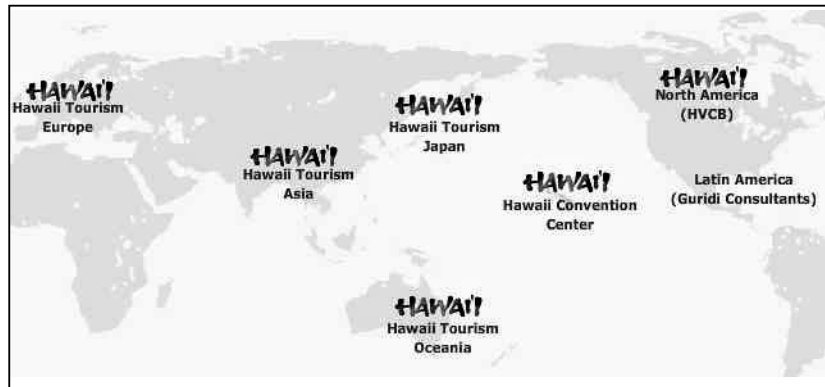 HAWAI'I
Hawaii Tourism
Europe
HAWAI'I
Hawaii Tourism
Asia
HAWAI'I
Hawaii Tourism
Japan
HAWAI'I
Hawaii Tourism
Oceania
HAWAI'I
Hawaii Convention
Center
HAWAI'I
North America
(HVCB)
Latin America
(Guridi Consultants)